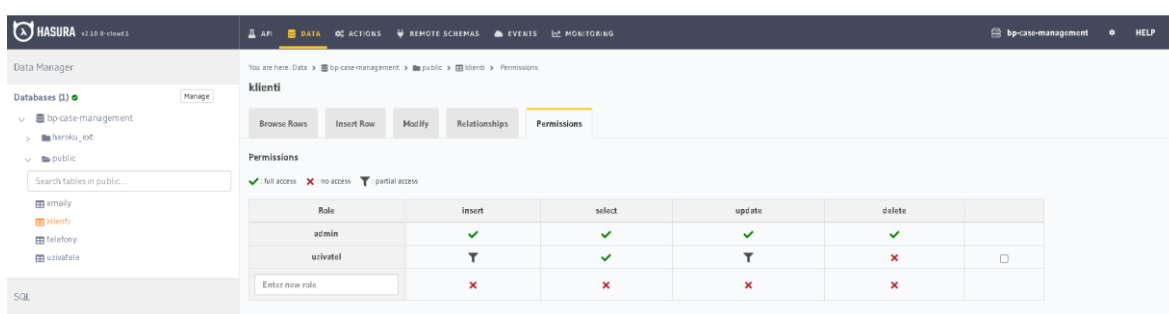 HASURA v2.10.0-cloud.1
API DATA ACTIONS REMOTE SCHEMAS EVENTS MONITORING
bp-case-management HELP
Data Manager
Databases (1) Manage
bp-case-management
heroku_ext
public
Search tables in public...
emaily
klienti
telefony
uzivatele
SQL
You are here: Data > bp-case-management > public > klienti > Permissions
klienti
Browse Rows Insert Row Modify Relationships Permissions
Permissions
: full access : no access : partial access
Role insert select update delete
admin
uzivatel
Enter new role